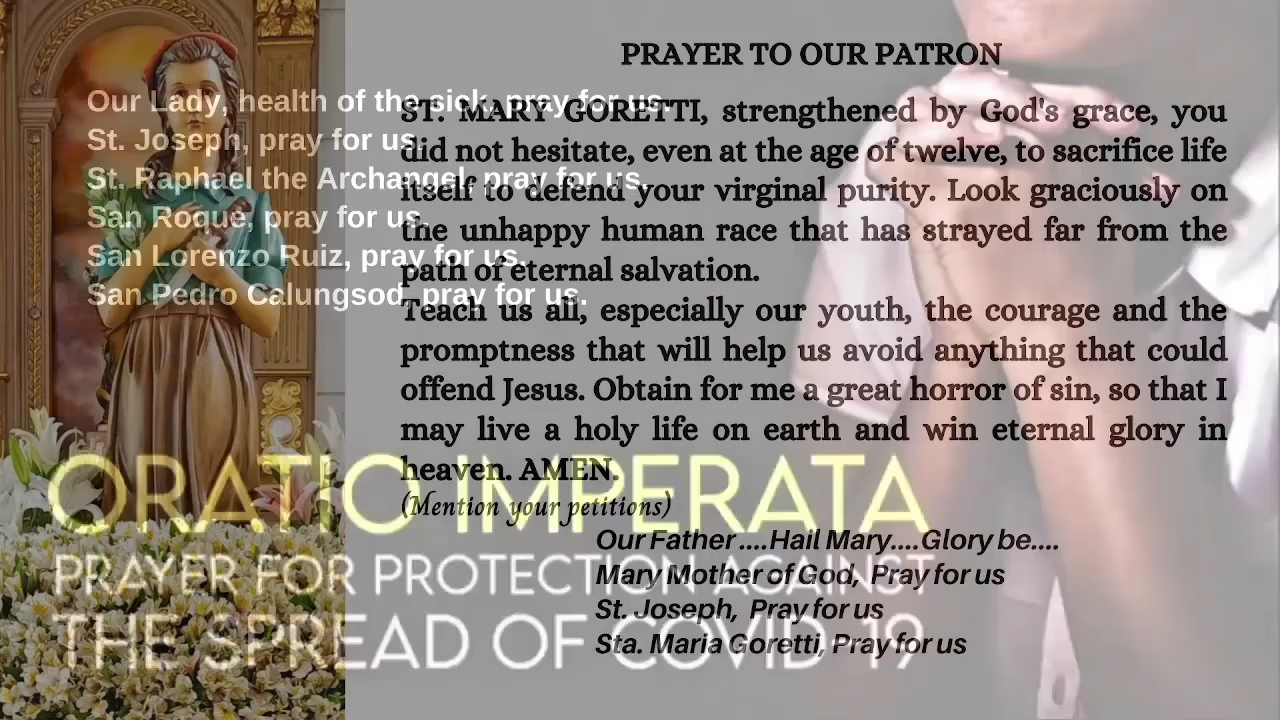 Our Lady, health of the sick, pray for us.
St. Joseph, pray for us.
St. Raphael the Archangel, pray for us.
San Roque, pray for us.
San Lorenzo Ruiz, pray for us.
San Pedro Calungsod, pray for us.
ORATIO IMPERATA
PRAYER FOR PROTECTION AGAINST
THE SPREAD OF COVID 19
PRAYER TO OUR PATRON
ST. MARY GORETTI, strengthened by God's grace, you
did not hesitate, even at the age of twelve, to sacrifice life
itself to defend your virginal purity. Look graciously on
the unhappy human race that has strayed far from the
path of eternal salvation.
Teach us all, especially our youth, the courage and the
promptness that will help us avoid anything that could
offend Jesus. Obtain for me a great horror of sin, so that I
may live a holy life on earth and win eternal glory in
heaven. AMEN.
(Mention your petitions)
Our Father....Hail Mary....Glory be....
Mary Mother of God, Pray for us
St. Joseph, Pray for us
Sta. Maria Goretti, Pray for us